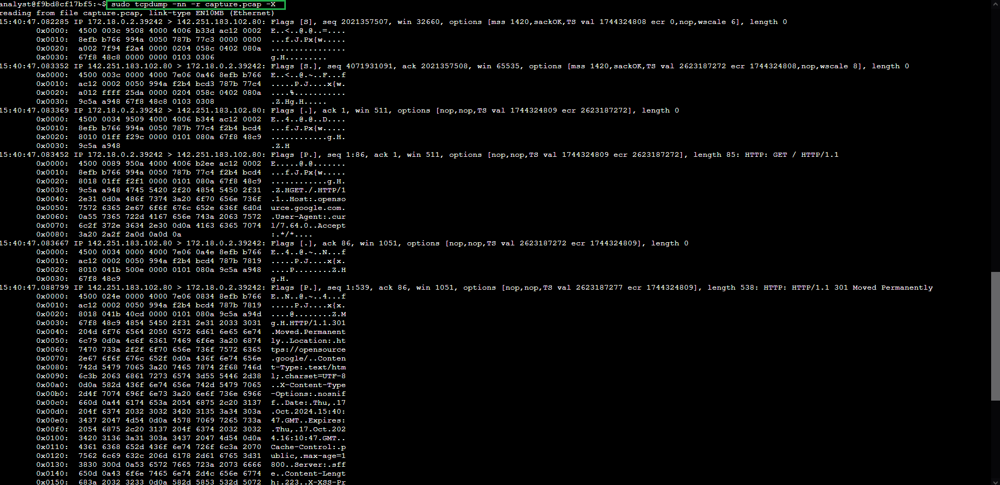 analyst@f9bd8cf17bf5:~$ sudo tcpdump -nn -r capture.pcap -X
reading from file capture.pcap, link-type EN10MB (Ethernet)
15:40:47.082285 IP 172.18.0.2.39242 > 142.251.183.102.80: Flags [S], seq 2021357507, win 32660, options [mss 1420,sackOK,TS val 1744324808 ecr 0,nop,wscale 6], length 0
0x0000:  4500 003c 9508 4000 4006 b33d ac12 0002  E..<..@.@..=....
0x0010:  8efb b766 994a 0050 787b 77c3 0000 0000  ...f.J.Px{w.....
0x0020:  a002 7f94 f2a4 0000 0204 058c 0402 080a  ................
0x0030:  67f8 48c8 0000 0000 0103 0306            g.H.........
15:40:47.083352 IP 142.251.183.102.80 > 172.18.0.2.39242: Flags [S.], seq 4071931091, ack 2021357508, win 65535, options [mss 1420,sackOK,TS val 2623187272 ecr 1744324808,nop,wscale 8], length 0
0x0000:  4500 003c 0000 4000 7e06 0a46 8efb b766  E..<..@.~..F...f
0x0010:  ac12 0002 0050 994a f2b4 bcd3 787b 77c4  .....P.J....x{w.
0x0020:  a012 ffff 25da 0000 0204 058c 0402 080a  ....%...........
0x0030:  9c5a a948 67f8 48c8 0103 0308            .Z.Hg.H.....
15:40:47.083369 IP 172.18.0.2.39242 > 142.251.183.102.80: Flags [.], ack 1, win 511, options [nop,nop,TS val 1744324809 ecr 2623187272], length 0
0x0000:  4500 0034 9509 4000 4006 b344 ac12 0002  E..4..@.@..D....
0x0010:  8efb b766 994a 0050 787b 77c4 f2b4 bcd4  ...f.J.Px{w.....
0x0020:  8010 01ff f29c 0000 0101 080a 67f8 48c9  ............g.H.
0x0030:  9c5a a948                                .Z.H
15:40:47.083452 IP 172.18.0.2.39242 > 142.251.183.102.80: Flags [P.], seq 1:86, ack 1, win 511, options [nop,nop,TS val 1744324809 ecr 2623187272], length 85: HTTP: GET / HTTP/1.1
0x0000:  4500 0089 950a 4000 4006 b2ee ac12 0002  E.....@.@.......
0x0010:  8efb b766 994a 0050 787b 77c4 f2b4 bcd4  ...f.J.Px{w.....
0x0020:  8018 01ff f2f1 0000 0101 080a 67f8 48c9  ............g.H.
0x0030:  9c5a a948 4745 5420 2f20 4854 5450 2f31  .Z.HGET./.HTTP/1
0x0040:  2e31 0d0a 486f 7374 3a20 6f70 656e 736f  .1..Host:.openso
0x0050:  7572 6365 2e67 6f6f 676c 652e 636f 6d0d  urce.google.com.
0x0060:  0a55 7365 722d 4167 656e 743a 2063 7572  .User-Agent:.cur
0x0070:  6c2f 372e 3634 2e30 0d0a 4163 6365 7074  l/7.64.0..Accept
0x0080:  3a20 2a2f 2a0d 0a0d 0a                   :.*/*....
15:40:47.083667 IP 142.251.183.102.80 > 172.18.0.2.39242: Flags [.], ack 86, win 1051, options [nop,nop,TS val 2623187272 ecr 1744324809], length 0
0x0000:  4500 0034 0000 4000 7e06 0a4e 8efb b766  E..4..@.~..N...f
0x0010:  ac12 0002 0050 994a f2b4 bcd4 787b 7819  .....P.J....x{x.
0x0020:  8010 041b 500e 0000 0101 080a 9c5a a948  ....P........Z.H
0x0030:  67f8 48c9                                g.H.
15:40:47.088799 IP 142.251.183.102.80 > 172.18.0.2.39242: Flags [P.], seq 1:539, ack 86, win 1051, options [nop,nop,TS val 2623187277 ecr 1744324809], length 538: HTTP: HTTP/1.1 301 Moved Permanently
0x0000:  4500 024e 0000 4000 7e06 0834 8efb b766  E..N..@.~..4...f
0x0010:  ac12 0002 0050 994a f2b4 bcd4 787b 7819  .....P.J....x{x.
0x0020:  8018 041b 40cd 0000 0101 080a 9c5a a94d  ....@........Z.M
0x0030:  67f8 48c9 4854 5450 2f31 2e31 2033 3031  g.H.HTTP/1.1.301
0x0040:  204d 6f76 6564 2050 6572 6d61 6e65 6e74  .Moved.Permanent
0x0050:  6c79 0d0a 4c6f 6361 7469 6f6e 3a20 6874  ly..Location:.ht
0x0060:  7470 733a 2f2f 6f70 656e 736f 7572 6365  tps://opensource
0x0070:  2e67 6f6f 676c 652f 0d0a 436f 6e74 656e  .google/..Conten
0x0080:  742d 5479 7065 3a20 7465 7874 2f68 746d  t-Type:.text/htm
0x0090:  6c3b 2063 6861 7273 6574 3d55 5446 2d38  l;.charset=UTF-8
0x00a0:  0d0a 582d 436f 6e74 656e 742d 5479 7065  ..X-Content-Type
0x00b0:  2d4f 7074 696f 6e73 3a20 6e6f 736e 6966  -Options:.nosnif
0x00c0:  660d 0a44 6174 653a 2054 6875 2c20 3137  f..Date:.Thu,.17
0x00d0:  204f 6374 2032 3032 3420 3135 3a34 303a  .Oct.2024.15:40:
0x00e0:  3437 2047 4d54 0d0a 4578 7069 7265 733a  47.GMT..Expires:
0x00f0:  2054 6875 2c20 3137 204f 6374 2032 3032  .Thu,.17.Oct.202
0x0100:  3420 3136 3a31 303a 3437 2047 4d54 0d0a  4.16:10:47.GMT..
0x0110:  4361 6368 652d 436f 6e74 726f 6c3a 2070  Cache-Control:.p
0x0120:  7562 6c69 632c 206d 6178 2d61 6765 3d31  ublic,.max-age=1
0x0130:  3830 300d 0a53 6572 7665 723a 2073 6666  800..Server:.sff
0x0140:  650d 0a43 6f6e 7465 6e74 2d4c 656e 6774  e..Content-Lengt
0x0150:  683a 2032 3233 0d0a 582d 5853 532d 5072  h:.223..X-XSS-Pr